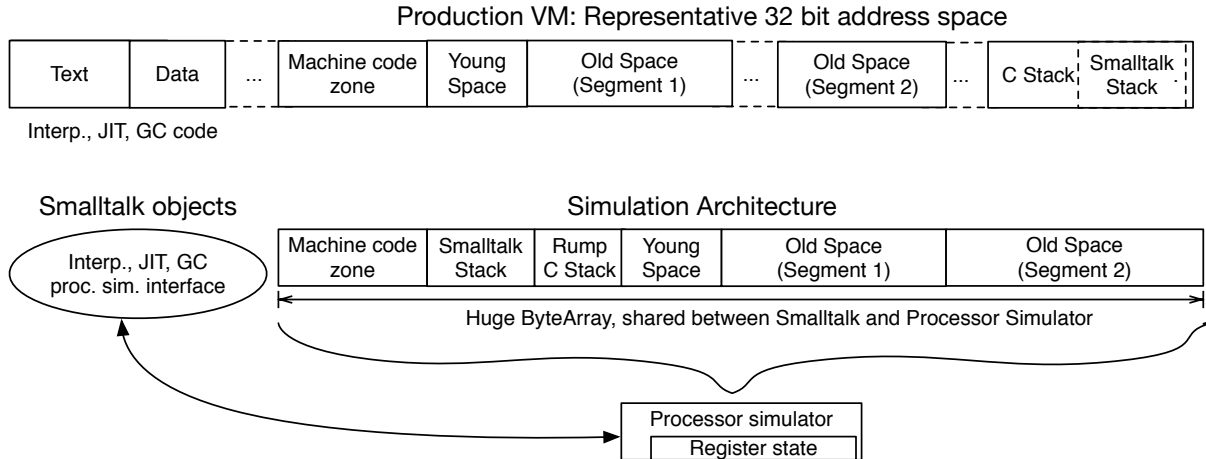 Production VM: Representative 32 bit address space
Text
Data
...
Machine code
zone
Young
Space
Old Space
(Segment 1)
...
Old Space
(Segment 2)
...
C Stack
Smalltalk
Stack
Interp., JIT, GC code
Smalltalk objects
Simulation Architecture
Interp., JIT, GC
proc. sim. interface
Machine code
zone
Smalltalk
Stack
Rump
C Stack
Young
Space
Old Space
(Segment 1)
Old Space
(Segment 2)
Huge ByteArray, shared between Smalltalk and Processor Simulator
Processor simulator
Register state